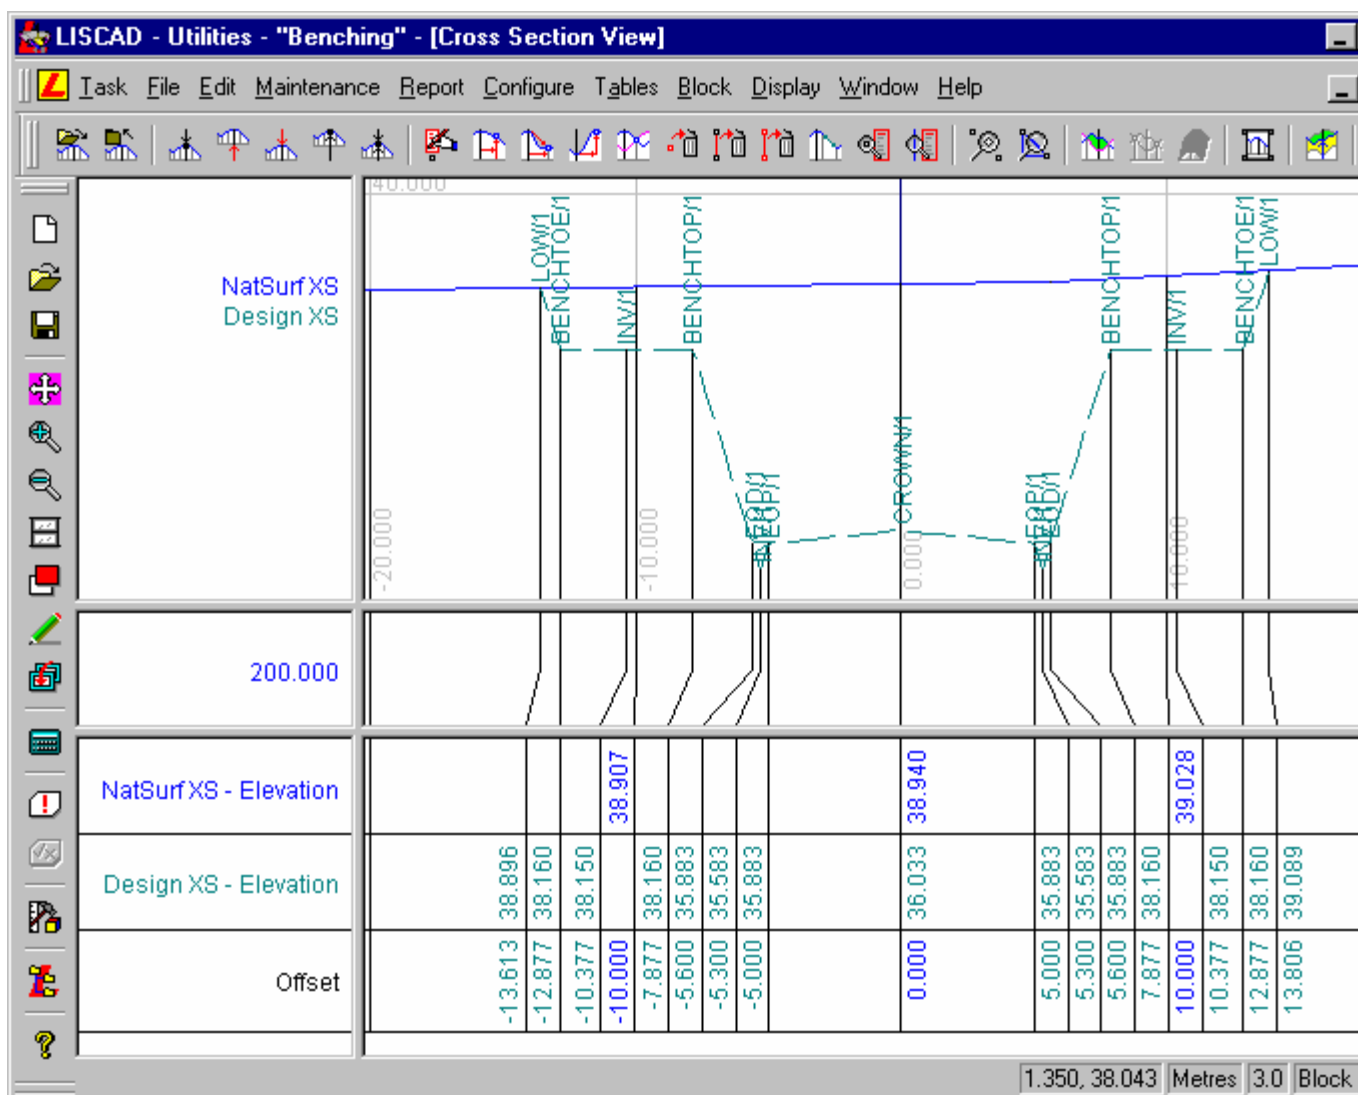 LISCAD - Utilities - "Benching" - [Cross Section View]
Task File Edit Maintenance Report Configure Tables Block Display Window Help
40.000
NatSurf XS
Design XS
LOW/1
BENCHTOE/1
INV/1
BENCHTOP/1
CROWN/1
BENCHTOP/1
INV/1
BENCHTOE/1
LOW/1
EOP/1
EOP/1
-20.000
-10.000
0.000
10.000
200.000
NatSurf XS - Elevation
38.907 38.940 39.028
Design XS - Elevation
38.896 38.160 38.150 38.160 35.883 35.583 35.883 36.033 35.883 35.583 35.883 38.160 38.150 38.160 39.089
Offset
-13.613 -12.877 -10.377 -10.000 -7.877 -5.600 -5.300 -5.000 0.000 5.000 5.300 5.600 7.877 10.000 10.377 12.877 13.806
1.350, 38.043 Metres 3.0 Block